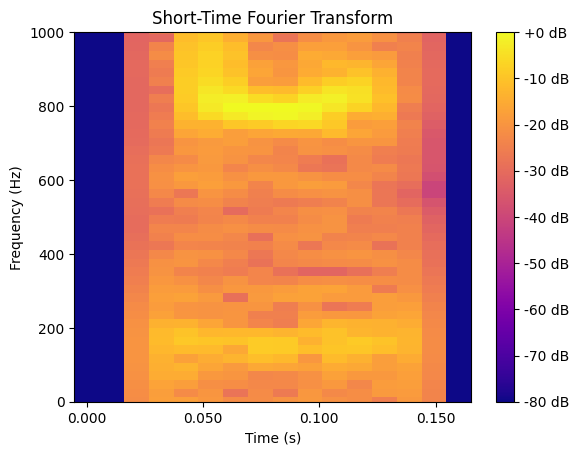 Short-Time Fourier Transform
1000
800
600
400
200
0
Frequency (Hz)
0.000
0.050
0.100
0.150
Time (s)
+0 dB
-10 dB
-20 dB
-30 dB
-40 dB
-50 dB
-60 dB
-70 dB
-80 dB